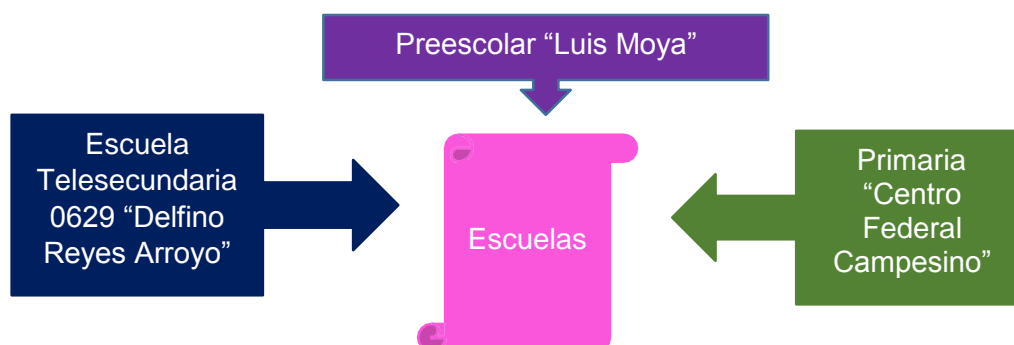 Preescolar “Luis Moya”
Escuela
Telesecundaria
0629 “Delfino
Reyes Arroyo”
Escuelas
Primaria
“Centro
Federal
Campesino”